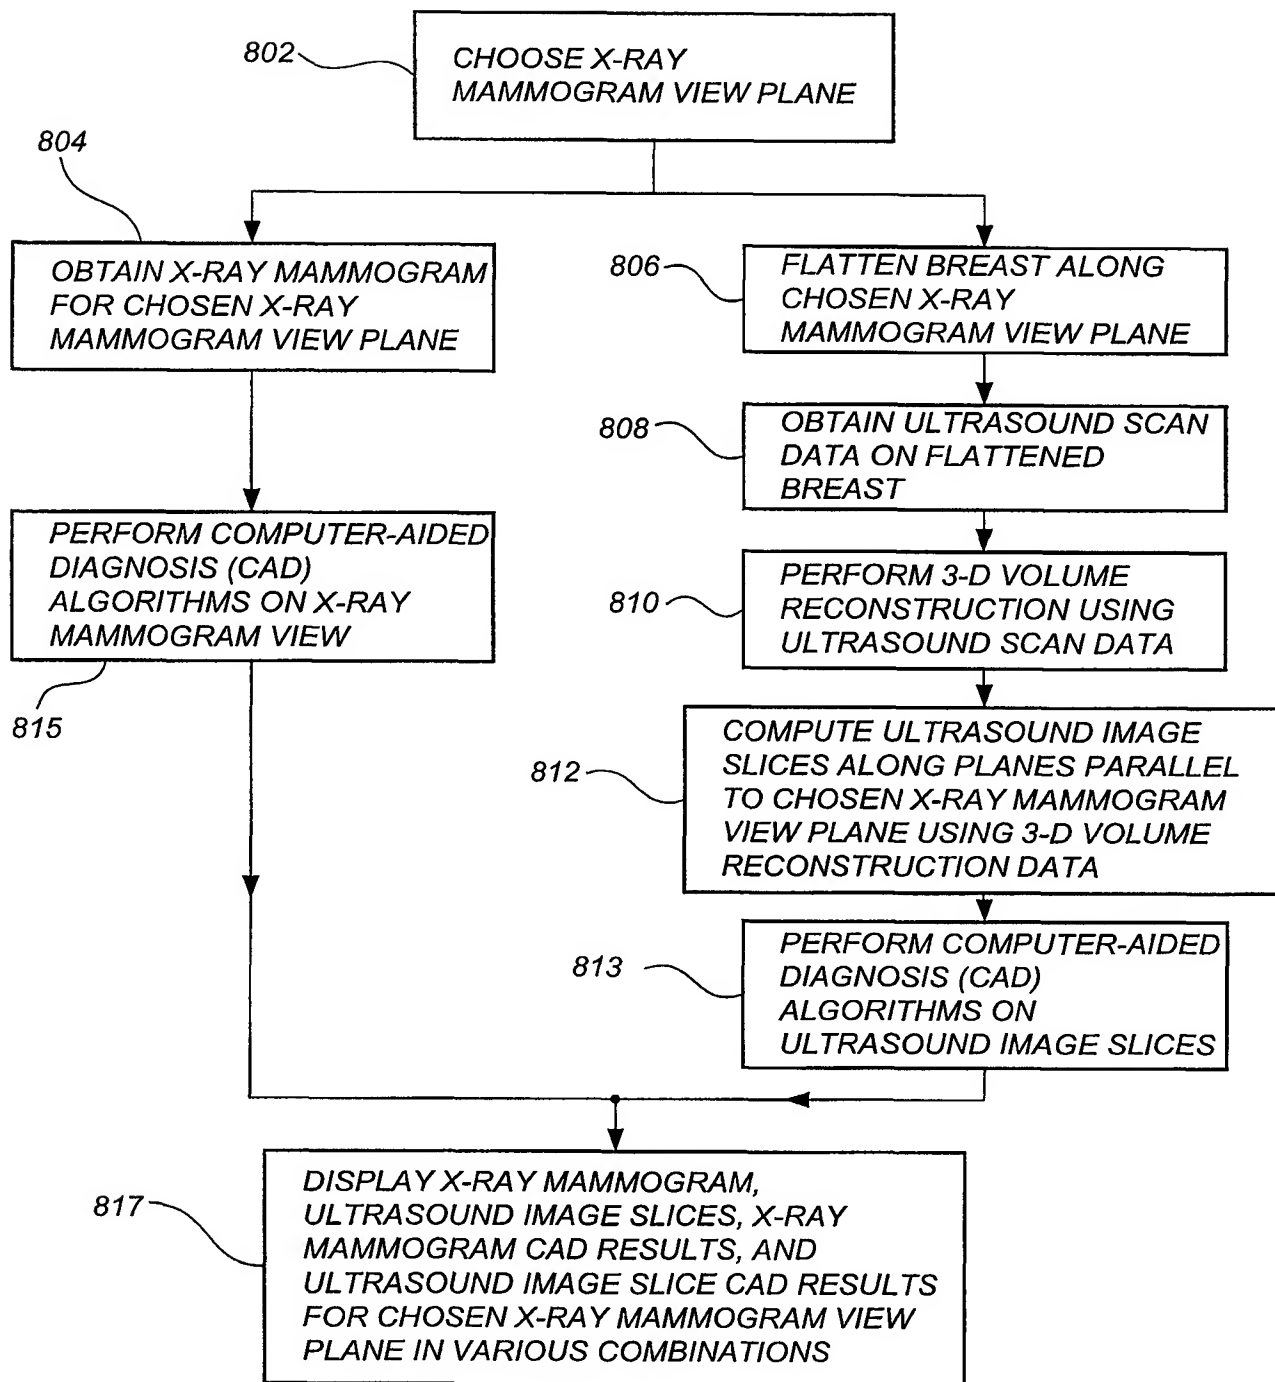 802
CHOOSE X-RAY
MAMMOGRAM VIEW PLANE
804
OBTAIN X-RAY MAMMOGRAM
FOR CHOSEN X-RAY
MAMMOGRAM VIEW PLANE
806
FLATTEN BREAST ALONG
CHOSEN X-RAY
MAMMOGRAM VIEW PLANE
808
OBTAIN ULTRASOUND SCAN
DATA ON FLATTENED
BREAST
PERFORM COMPUTER-AIDED
DIAGNOSIS (CAD)
ALGORITHMS ON X-RAY
MAMMOGRAM VIEW
815
810
PERFORM 3-D VOLUME
RECONSTRUCTION USING
ULTRASOUND SCAN DATA
812
COMPUTE ULTRASOUND IMAGE
SLICES ALONG PLANES PARALLEL
TO CHOSEN X-RAY MAMMOGRAM
VIEW PLANE USING 3-D VOLUME
RECONSTRUCTION DATA
813
PERFORM COMPUTER-AIDED
DIAGNOSIS (CAD)
ALGORITHMS ON
ULTRASOUND IMAGE SLICES
817
DISPLAY X-RAY MAMMOGRAM,
ULTRASOUND IMAGE SLICES, X-RAY
MAMMOGRAM CAD RESULTS, AND
ULTRASOUND IMAGE SLICE CAD RESULTS
FOR CHOSEN X-RAY MAMMOGRAM VIEW
PLANE IN VARIOUS COMBINATIONS